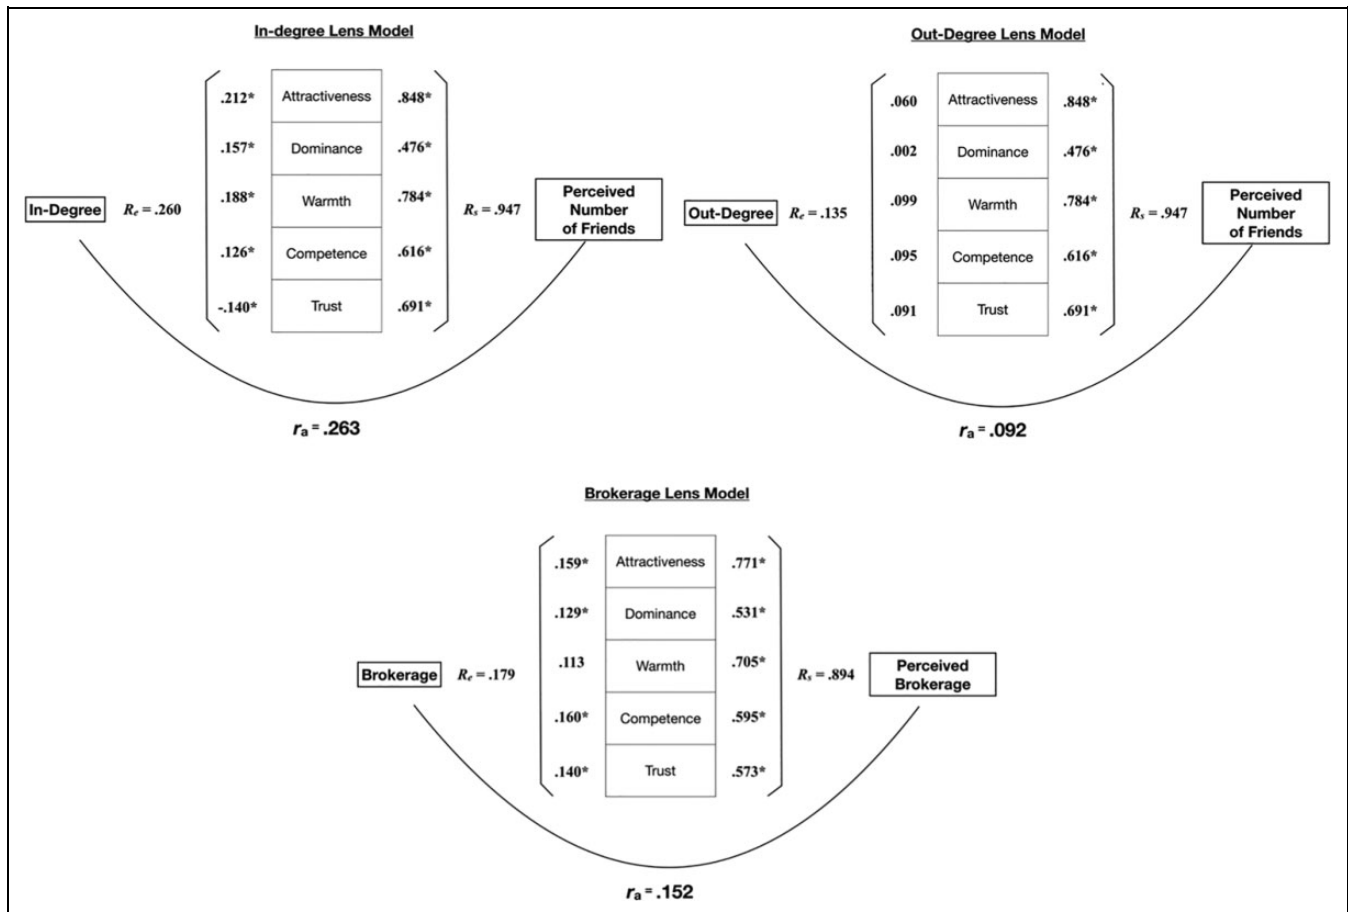 In-degree Lens Model
.212* Attractiveness .848*
.157* Dominance .476*
.188* Warmth .784*
.126* Competence .616*
-.140* Trust .691*
In-Degree
Re = .260
Rs = .947
Perceived
Number
of Friends
ra = .263
Out-Degree Lens Model
.060 Attractiveness .848*
.002 Dominance .476*
.099 Warmth .784*
.095 Competence .616*
.091 Trust .691*
Out-Degree
Re = .135
Rs = .947
Perceived
Number
of Friends
ra = .092
Brokerage Lens Model
.159* Attractiveness .771*
.129* Dominance .531*
.113 Warmth .705*
.160* Competence .595*
.140* Trust .573*
Brokerage
Re = .179
Rs = .894
Perceived
Brokerage
ra = .152